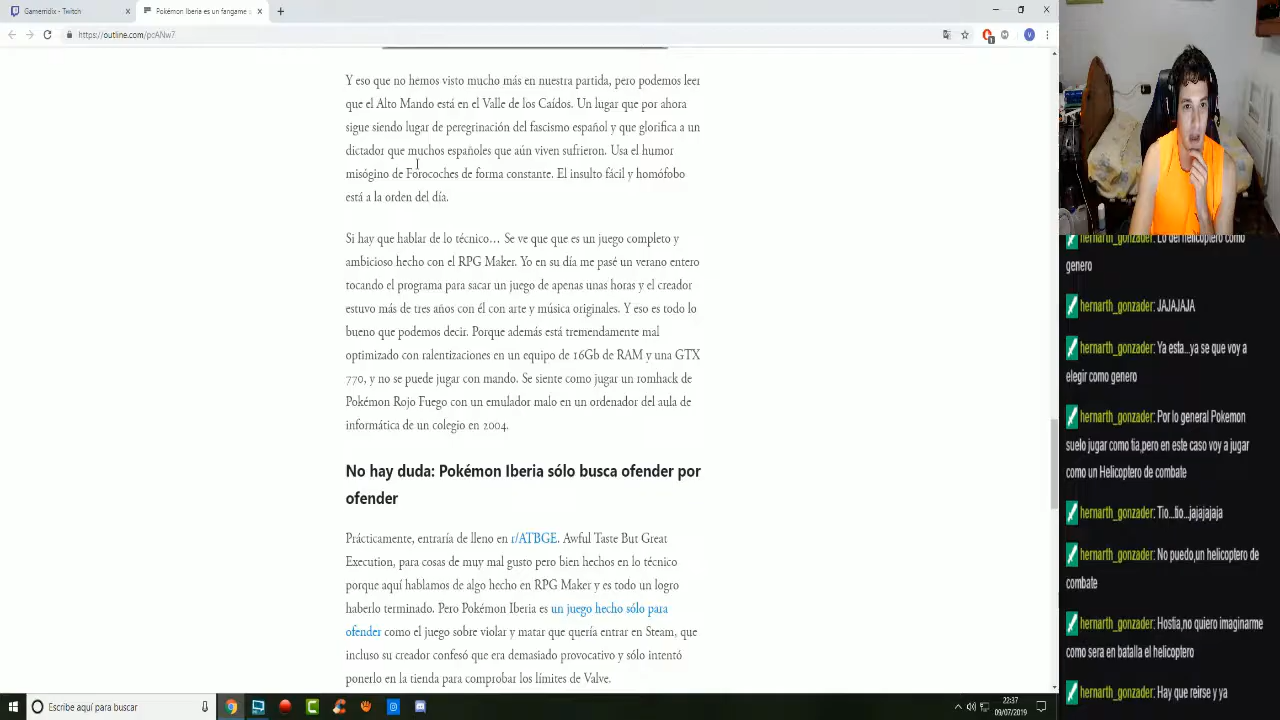 Gamerridix - Twitch
Pokémon Iberia es un fangame
https://outline.com/pcANw7
Y eso que no hemos visto mucho más en nuestra partida, pero podemos leer
que el Alto Mando está en el Valle de los Caídos. Un lugar que por ahora
sigue siendo lugar de peregrinación del fascismo español y que glorifica a un
dictador que muchos españoles que aún viven sufrieron. Usa el humor
misógino de Forocoches de forma constante. El insulto fácil y homófobo
está a la orden del día.
Si hay que hablar de lo técnico… Se ve que que es un juego completo y
ambicioso hecho con el RPG Maker. Yo en su día me pasé un verano entero
tocando el programa para sacar un juego de apenas unas horas y el creador
estuvo más de tres años con él con arte y música originales. Y eso es todo lo
bueno que podemos decir. Porque además está tremendamente mal
optimizado con ralentizaciones en un equipo de 16Gb de RAM y una GTX
770, y no se puede jugar con mando. Se siente como jugar un romhack de
Pokémon Rojo Fuego con un emulador malo en un ordenador del aula de
informática de un colegio en 2004.
No hay duda: Pokémon Iberia sólo busca ofender por
ofender
Prácticamente, entraría de lleno en r/ATBGE. Awful Taste But Great
Execution, para cosas de muy mal gusto pero bien hechos en lo técnico
porque aquí hablamos de algo hecho en RPG Maker y es todo un logro
haberlo terminado. Pero Pokémon Iberia es un juego hecho sólo para
ofender como el juego sobre violar y matar que quería entrar en Steam, que
incluso su creador confesó que era demasiado provocativo y sólo intentó
ponerlo en la tienda para comprobar los límites de Valve.
hernarth_gonzader: Lo del helicoptero como
genero
hernarth_gonzader: JAJAJAJA
hernarth_gonzader: Ya esta...ya se que voy a
elegir como genero
hernarth_gonzader: Por lo general Pokemon
suelo jugar como tia,pero en este caso voy a jugar
como un Helicoptero de combate
hernarth_gonzader: Tio...tio...jajajajaja
hernarth_gonzader: No puedo,un helicoptero de
combate
hernarth_gonzader: Hostia,no quiero imaginarme
como sera en batalla el helicoptero
hernarth_gonzader: Hay que reirse y ya
Escribe aquí para buscar
22:37
09/07/2019